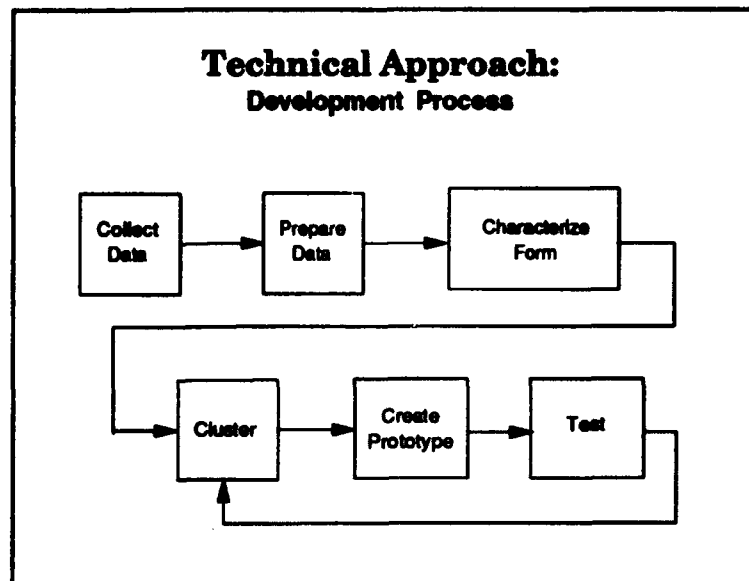 Technical Approach:
Development Process
Collect
Data
Prepare
Data
Characterize
Form
Cluster
Create
Prototype
Test